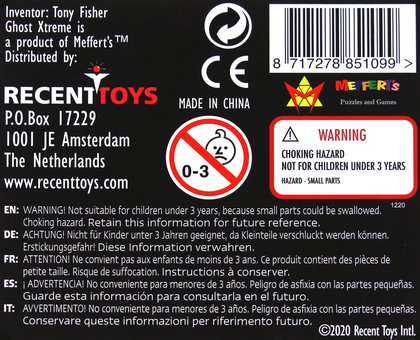 Inventor: Tony Fisher
Ghost Xtreme is
a product of Meffert's™
Distributed by:
RECENTTOYS
P.O.Box 17229
1001 JE Amsterdam
The Netherlands
www.recenttoys.com
CE
MADE IN CHINA
0-3
8 717278 851099 >
MEFFERT'S
Puzzles and Games
WARNING
CHOKING HAZARD
NOT FOR CHILDREN UNDER 3 YEARS
HAZARD - SMALL PARTS
1220
EN: WARNING! Not suitable for children under 3 years, because small parts could be swallowed.
Choking hazard. Retain this information for future reference.
DE: ACHTUNG! Nicht für Kinder unter 3 Jahren geeignet, da Kleinteile verschluckt werden können.
Erstickungsgefahr! Diese Information verwahren.
FR: ATTENTION! Ne convient pas aux enfants de moins de 3 ans. Ce produit contient des pièces de
petite taille. Risque de suffocation. Instructions à conserver.
ES: ¡ ADVERTENCIA! No conveniente para menores de 3 años. Peligro de asfixia con las partes pequeñas.
Guarde esta información para consultarla en el futuro.
IT: AVVERTIMENTO! No conveniente para menores de 3 años. Peligro de asfixia con las partes pequeñas.
Conservare queste informazioni per riferimento futuro.
©2020 Recent Toys Intl.